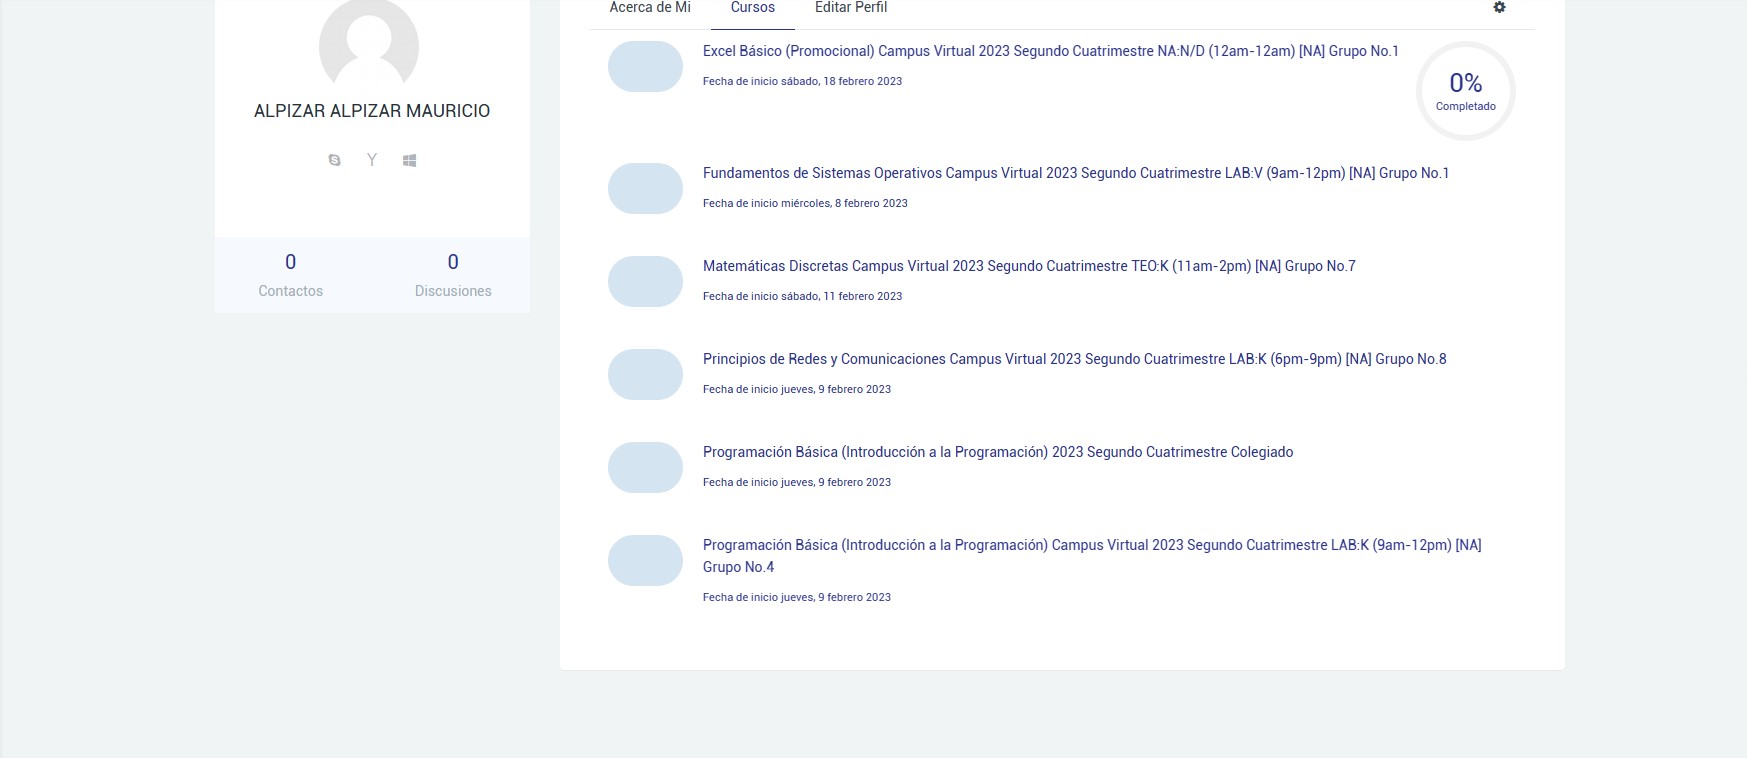 Acerca de Mi
Cursos
Editar Perfil
ALPIZAR ALPIZAR MAURICIO
Y
0
Contactos
0
Discusiones
Excel Básico (Promocional) Campus Virtual 2023 Segundo Cuatrimestre NA:N/D (12am-12am) [NA] Grupo No.1
Fecha de inicio sábado, 18 febrero 2023
0%
Completado
Fundamentos de Sistemas Operativos Campus Virtual 2023 Segundo Cuatrimestre LAB:V (9am-12pm) [NA] Grupo No.1
Fecha de inicio miércoles, 8 febrero 2023
Matemáticas Discretas Campus Virtual 2023 Segundo Cuatrimestre TEO:K (11am-2pm) [NA] Grupo No.7
Fecha de inicio sábado, 11 febrero 2023
Principios de Redes y Comunicaciones Campus Virtual 2023 Segundo Cuatrimestre LAB:K (6pm-9pm) [NA] Grupo No.8
Fecha de inicio jueves, 9 febrero 2023
Programación Básica (Introducción a la Programación) 2023 Segundo Cuatrimestre Colegiado
Fecha de inicio jueves, 9 febrero 2023
Programación Básica (Introducción a la Programación) Campus Virtual 2023 Segundo Cuatrimestre LAB:K (9am-12pm) [NA]
Grupo No.4
Fecha de inicio jueves, 9 febrero 2023